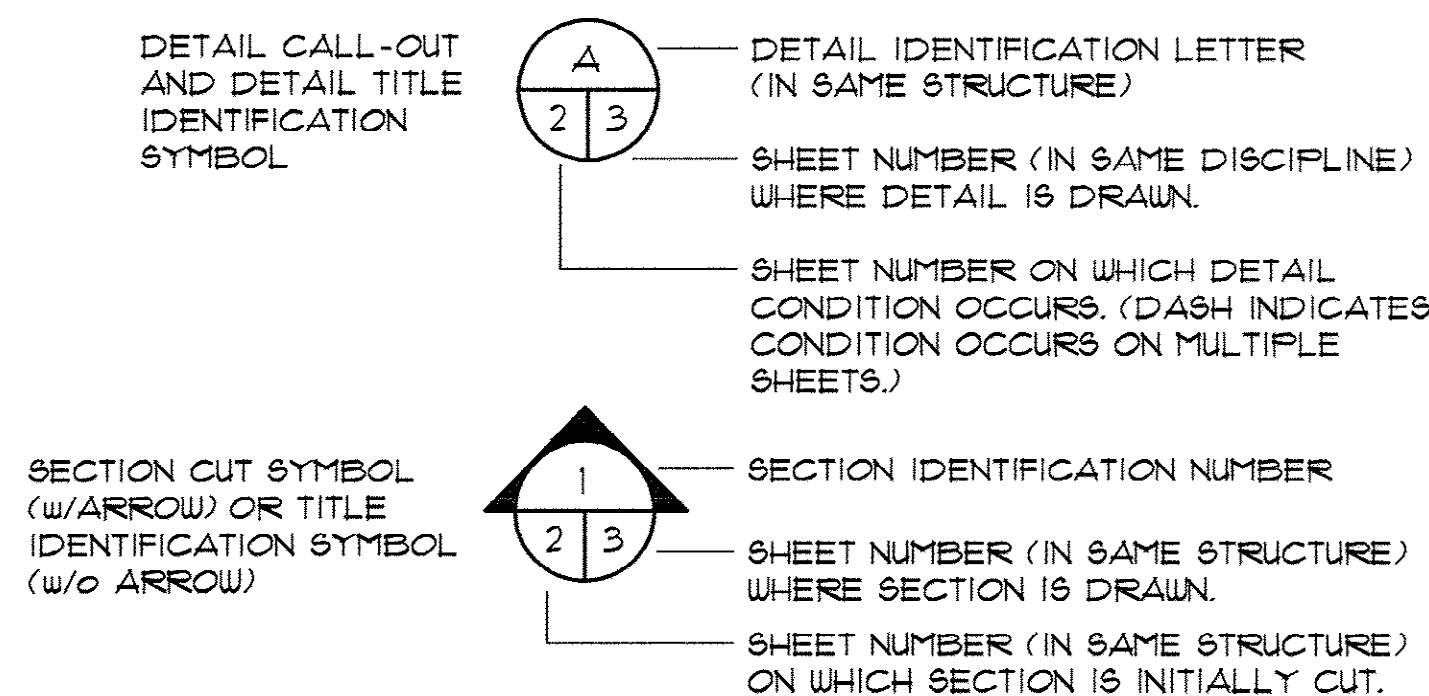 DETAIL CALL-OUT
AND DETAIL TITLE
IDENTIFICATION
SYMBOL
A
2 3
DETAIL IDENTIFICATION LETTER
(IN SAME STRUCTURE)
SHEET NUMBER (IN SAME DISCIPLINE)
WHERE DETAIL IS DRAWN.
SHEET NUMBER ON WHICH DETAIL
CONDITION OCCURS. (DASH INDICATES
CONDITION OCCURS ON MULTIPLE
SHEETS.)
SECTION CUT SYMBOL
(w/ARROW) OR TITLE
IDENTIFICATION SYMBOL
(w/o ARROW)
1
2 3
SECTION IDENTIFICATION NUMBER
SHEET NUMBER (IN SAME STRUCTURE)
WHERE SECTION IS DRAWN.
SHEET NUMBER (IN SAME STRUCTURE)
ON WHICH SECTION IS INITIALLY CUT.